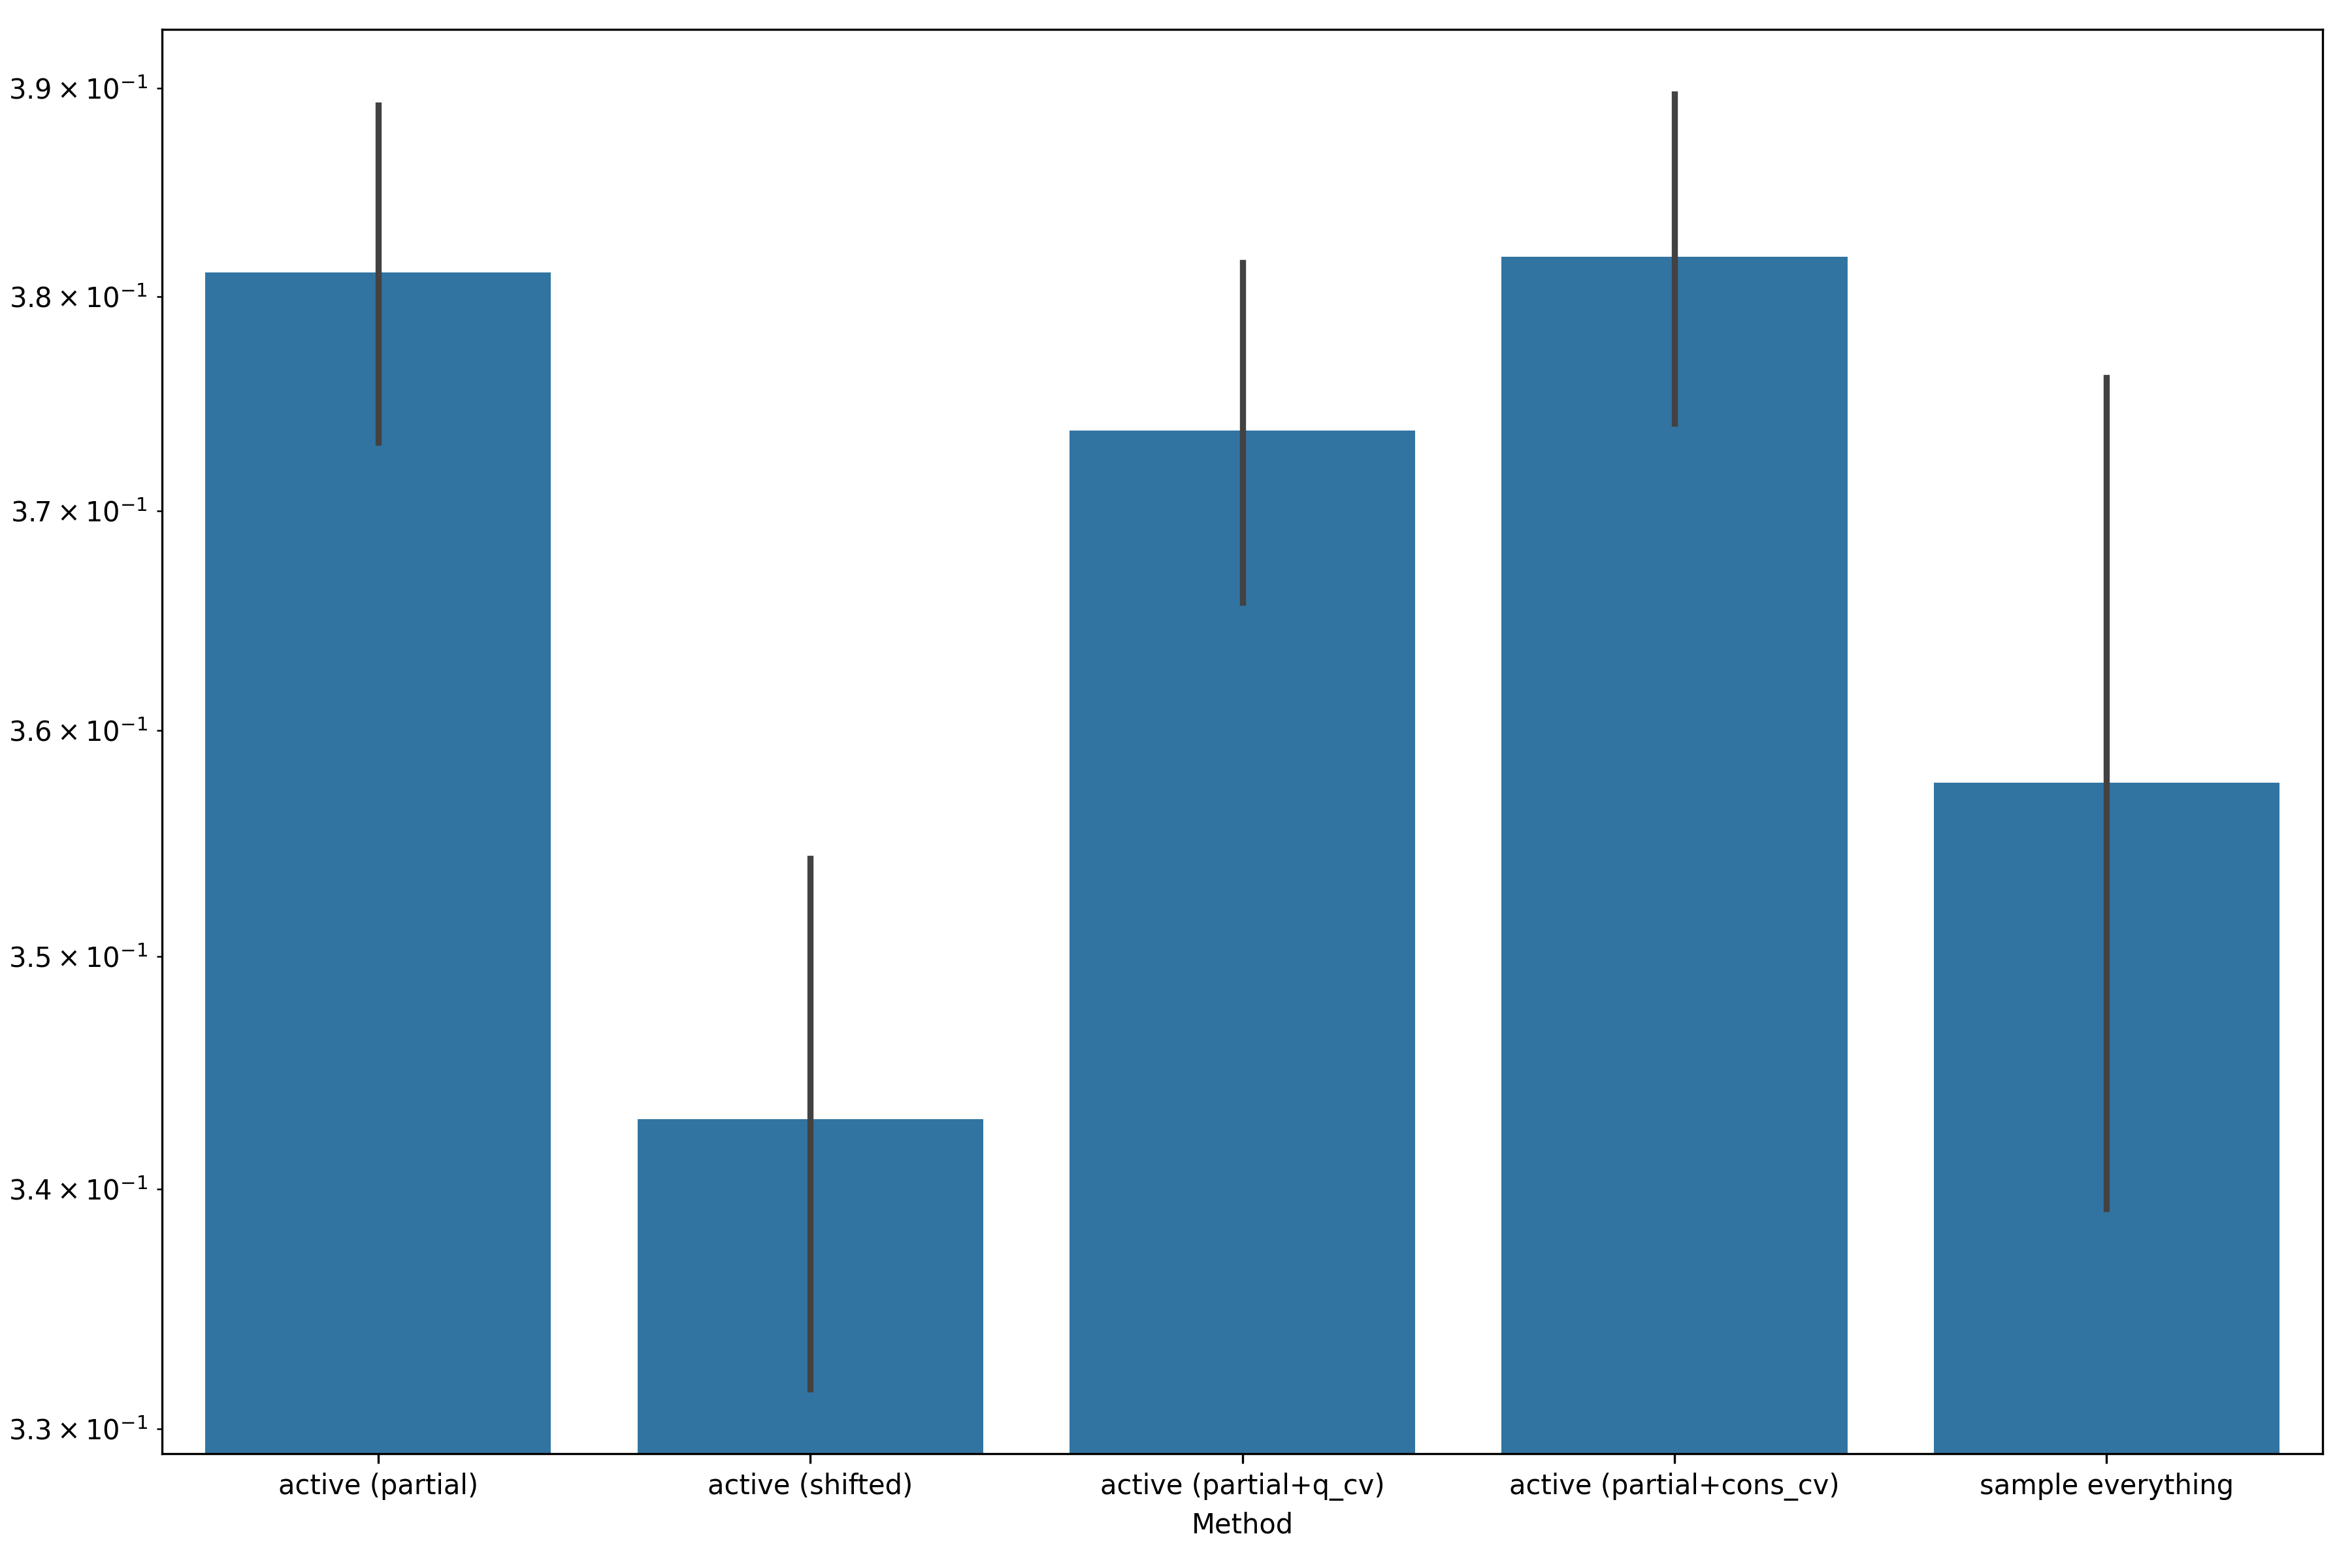 3.9 × 10⁻¹
3.8 × 10⁻¹
3.7 × 10⁻¹
3.6 × 10⁻¹
3.5 × 10⁻¹
3.4 × 10⁻¹
3.3 × 10⁻¹
active (partial) active (shifted) active (partial+q_cv) active (partial+cons_cv) sample everything
Method